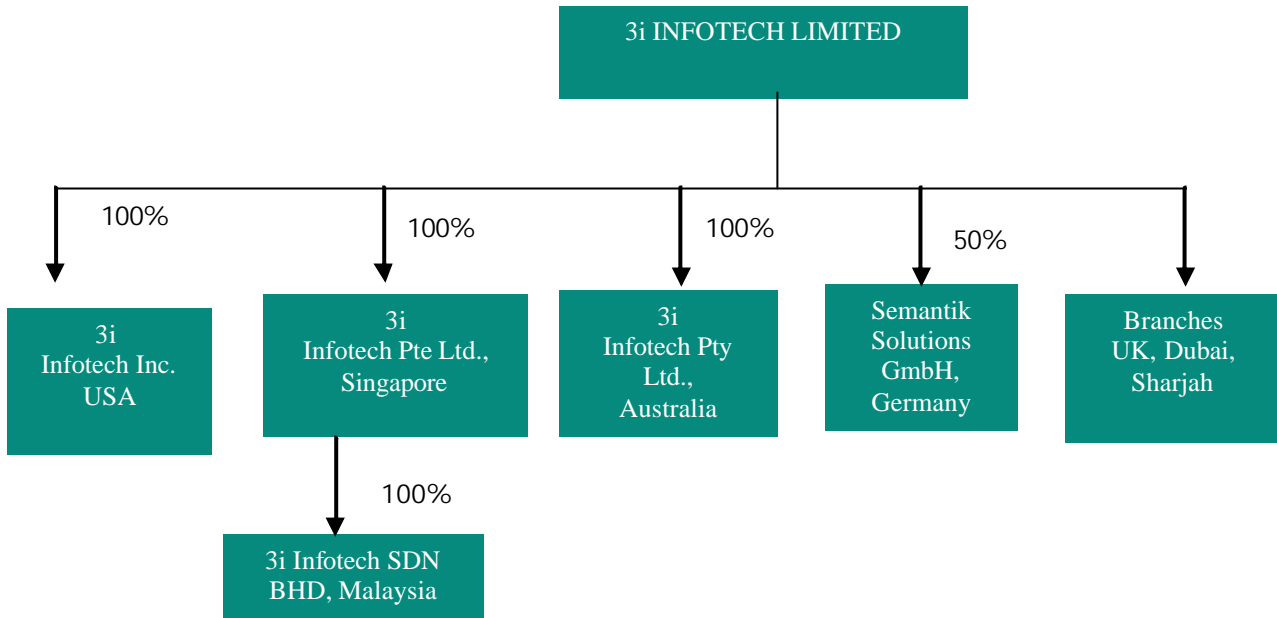 3i INFOTECH LIMITED
100%
100%
100%
50%
3i
Infotech Inc.
USA
3i
Infotech Pte Ltd.,
Singapore
3i
Infotech Pty
Ltd.,
Australia
Semantik
Solutions
GmbH,
Germany
Branches
UK, Dubai,
Sharjah
100%
3i Infotech SDN
BHD, Malaysia